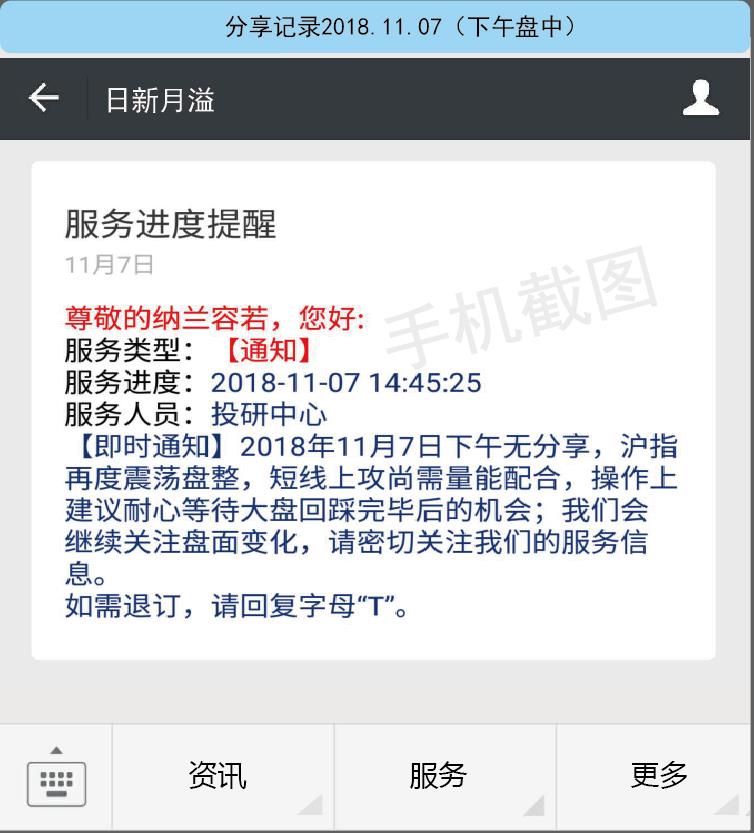 分享记录2018.11.07（下午盘中）
日新月溢
服务进度提醒
11月7日
手机截图
尊敬的纳兰容若，您好:
服务类型：【通知】
服务进度：2018-11-07 14:45:25
服务人员：投研中心
【即时通知】2018年11月7日下午无分享，沪指
再度震荡盘整，短线上攻尚需量能配合，操作上
建议耐心等待大盘回踩完毕后的机会；我们会
继续关注盘面变化，请密切关注我们的服务信
息。
如需退订，请回复字母“T”。
资讯
服务
更多